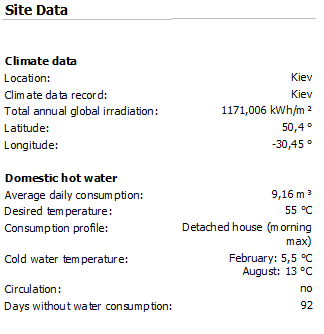 Site Data
Climate data
Location: Kiev
Climate data record: Kiev
Total annual global irradiation: 1171,006 kWh/m ²
Latitude: 50,4 °
Longitude: -30,45 °
Domestic hot water
Average daily consumption: 9,16 m ³
Desired temperature: 55 °C
Consumption profile: Detached house (morning
max)
Cold water temperature: February: 5,5 °C
August: 13 °C
Circulation: no
Days without water consumption: 92